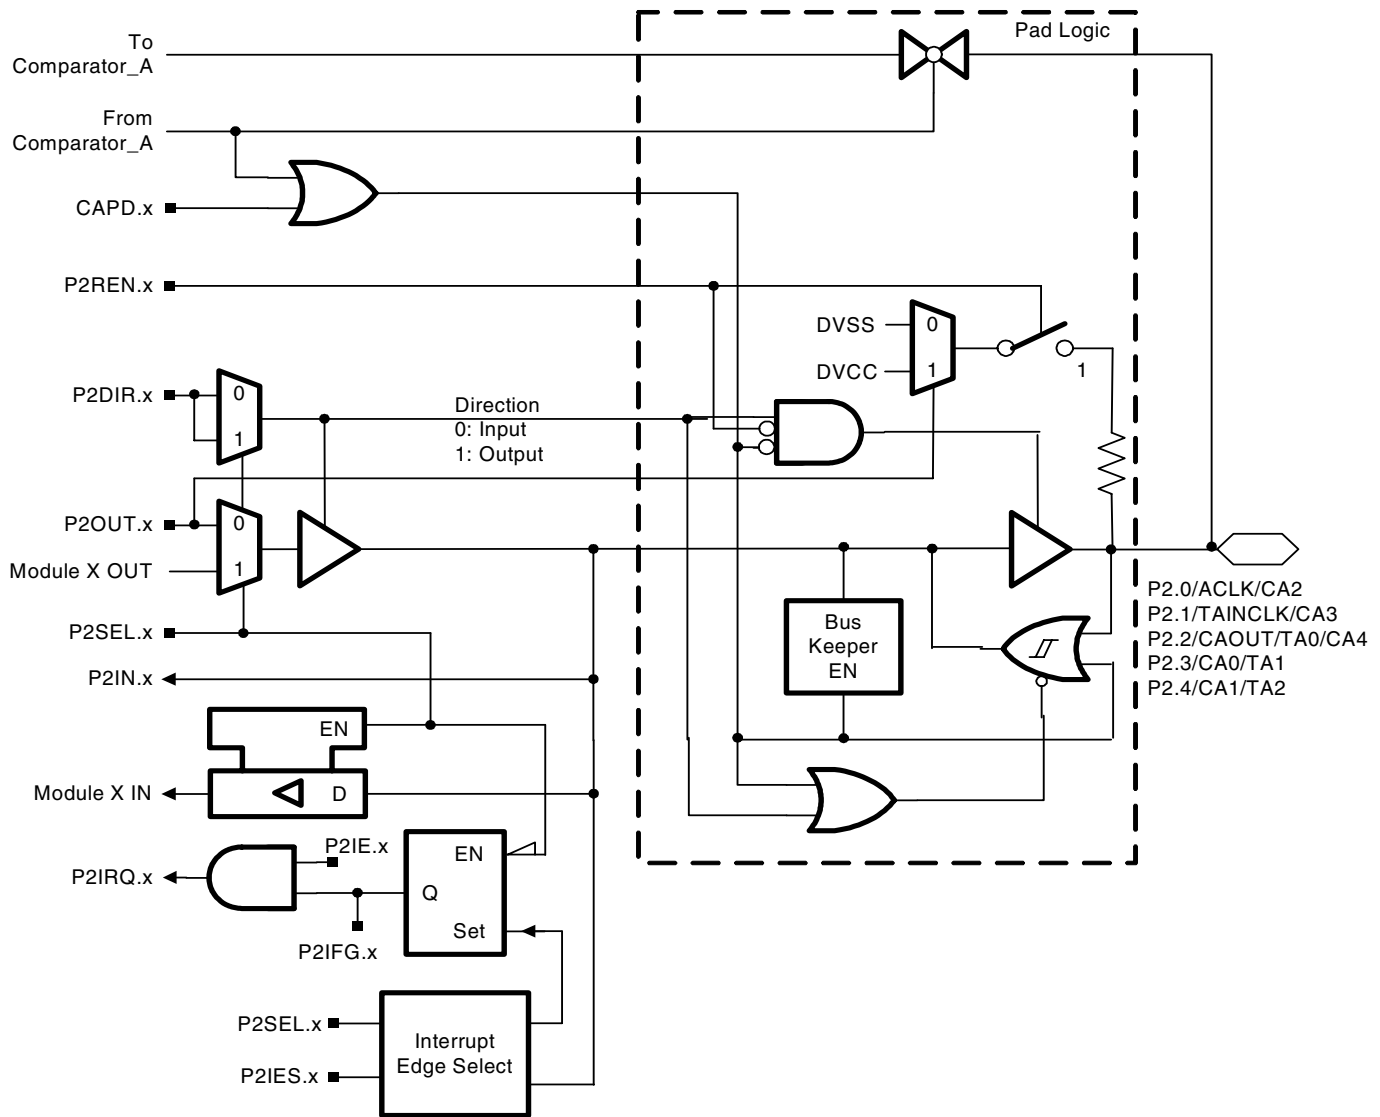 Pad Logic
To
Comparator_A
From
Comparator_A
CAPD.x
P2REN.x
DVSS
0
DVCC
1
1
P2DIR.x
0
1
Direction
0: Input
1: Output
P2OUT.x
0
Module X OUT
1
P2SEL.x
P2IN.x
Bus
Keeper
EN
P2.0/ACLK/CA2
P2.1/TAINCLK/CA3
P2.2/CAOUT/TA0/CA4
P2.3/CA0/TA1
P2.4/CA1/TA2
EN
Module X IN
D
P2IE.x
EN
P2IRQ.x
Q
P2IFG.x
Set
P2SEL.x
Interrupt
Edge Select
P2IES.x